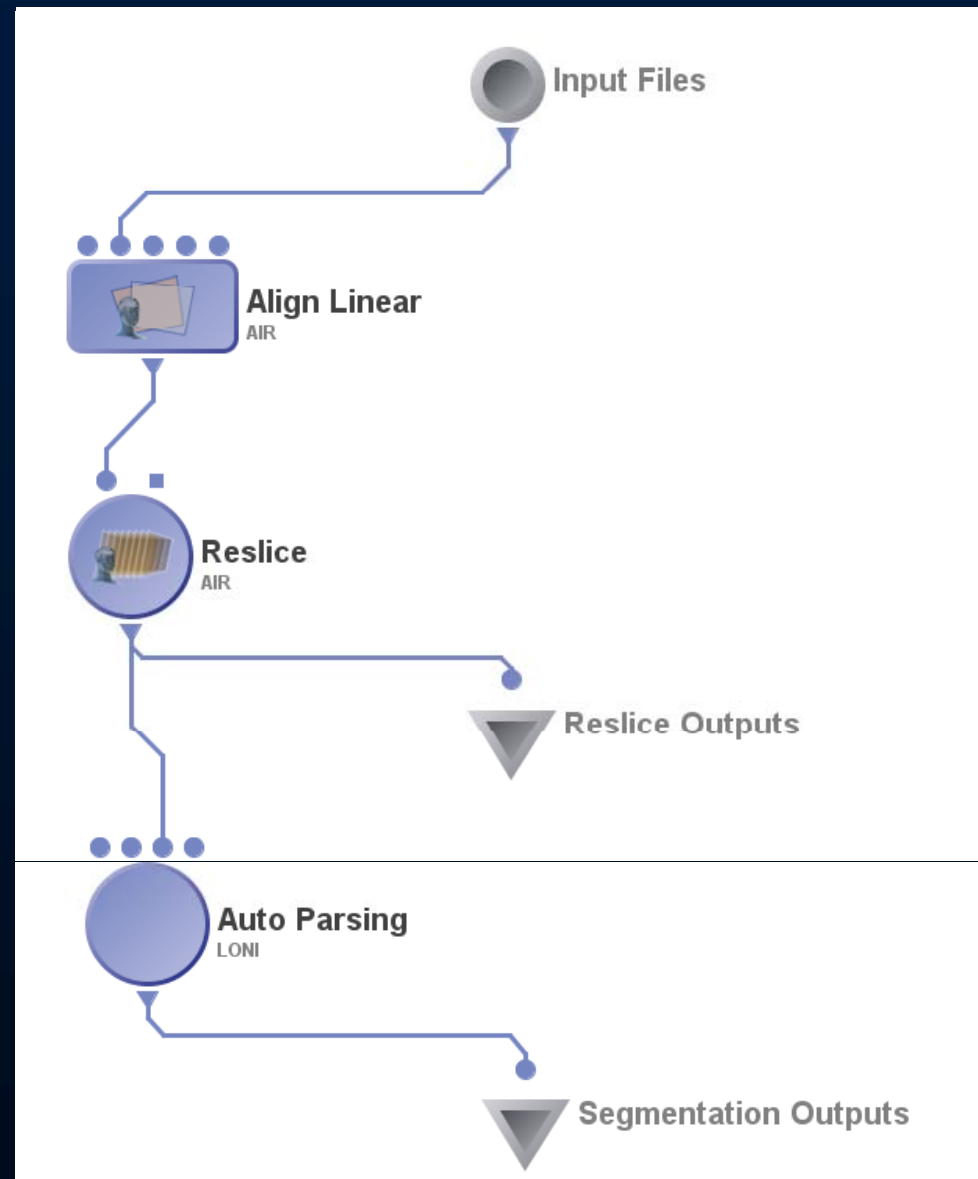 Input Files
Align Linear
AIR
Reslice
AIR
Reslice Outputs
Auto Parsing
LONI
Segmentation Outputs